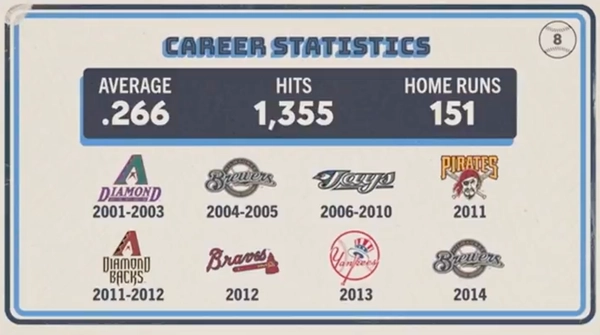 8
CAREER STATISTICS
AVERAGE HITS HOME RUNS
.266 1,355 151
DIAMOND Brewers Jays PIRATES
2001-2003 2004-2005 2006-2010 2011
DIAMOND Braves Yankees Brewers
BACKS
2011-2012 2012 2013 2014